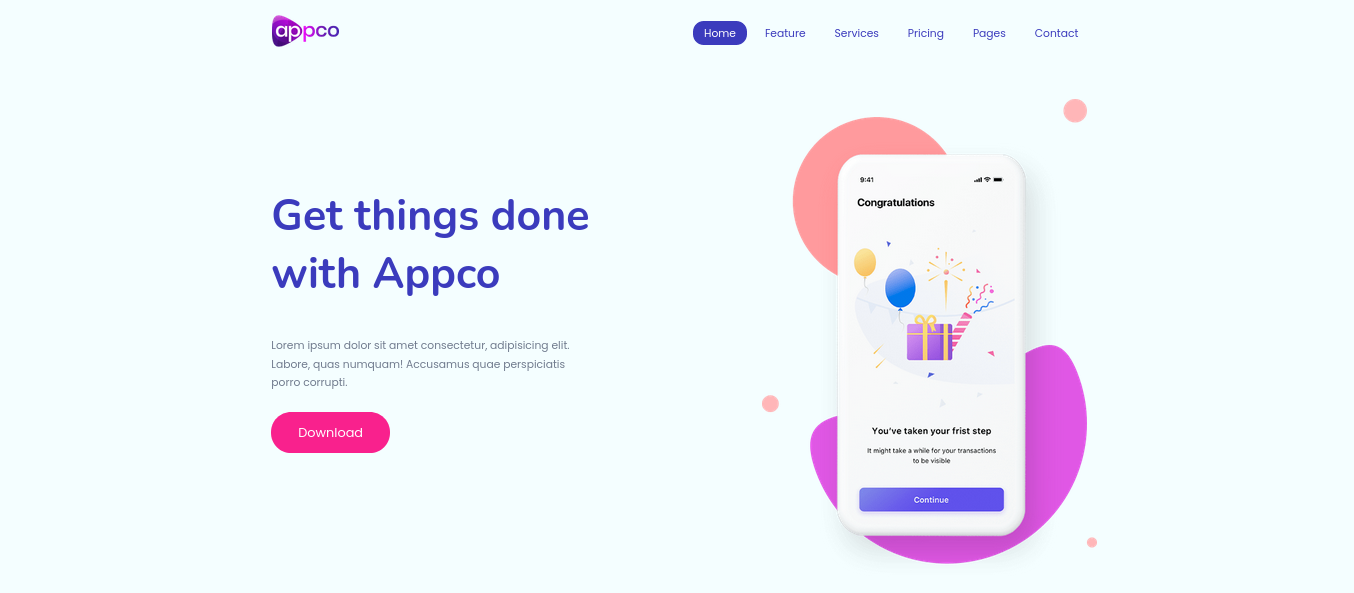 appco
Home Feature Services Pricing Pages Contact
Get things done
with Appco
Lorem ipsum dolor sit amet consectetur, adipisicing elit.
Labore, quas numquam! Accusamus quae perspiciatis
porro corrupti.
Download
9:41
Congratulations
You've taken your frist step
It might take a while for your transactions
to be visible
Continue